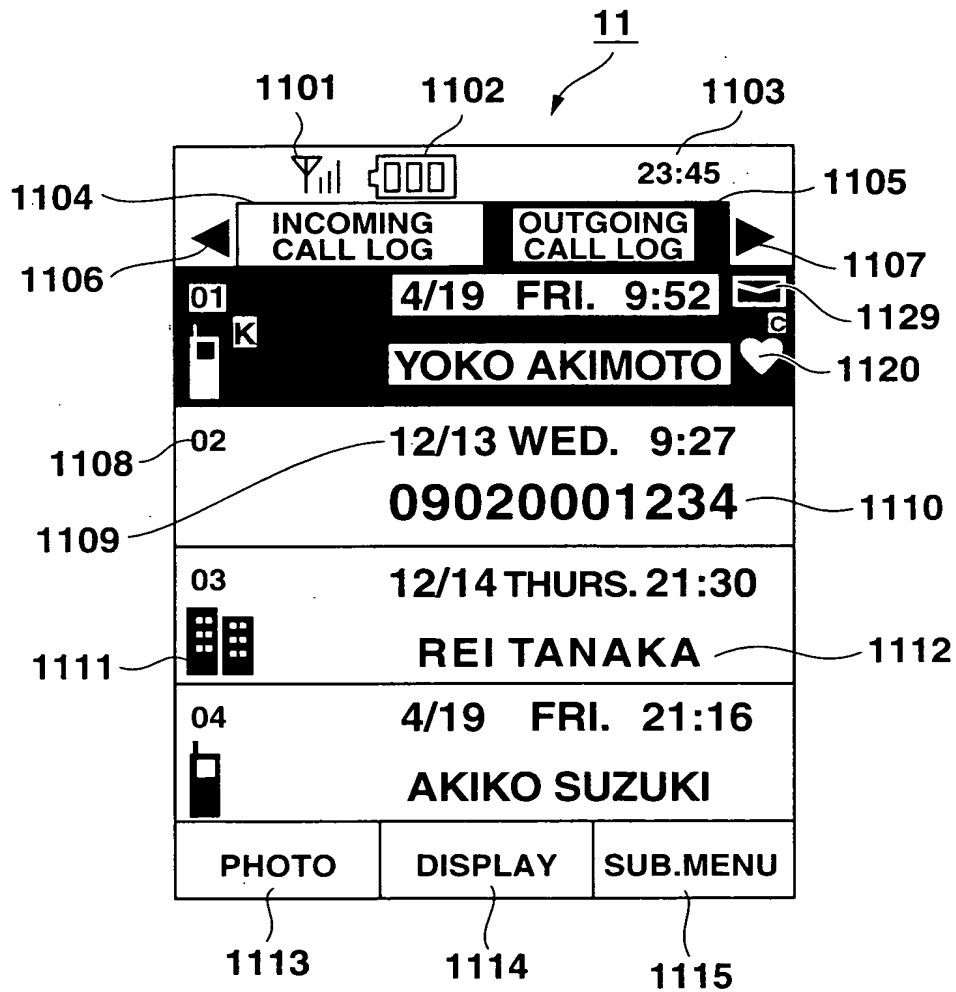 11
1101 1102 1103
23:45
1104 1105
INCOMING CALL LOG
OUTGOING CALL LOG
1106 1107
01 4/19 FRI. 9:52
1129
K C
YOKO AKIMOTO
1120
02 12/13 WED. 9:27
1108
09020001234
1110
1109
03 12/14 THURS. 21:30
REI TANAKA
1111 1112
04 4/19 FRI. 21:16
AKIKO SUZUKI
PHOTO DISPLAY SUB.MENU
1113 1114 1115